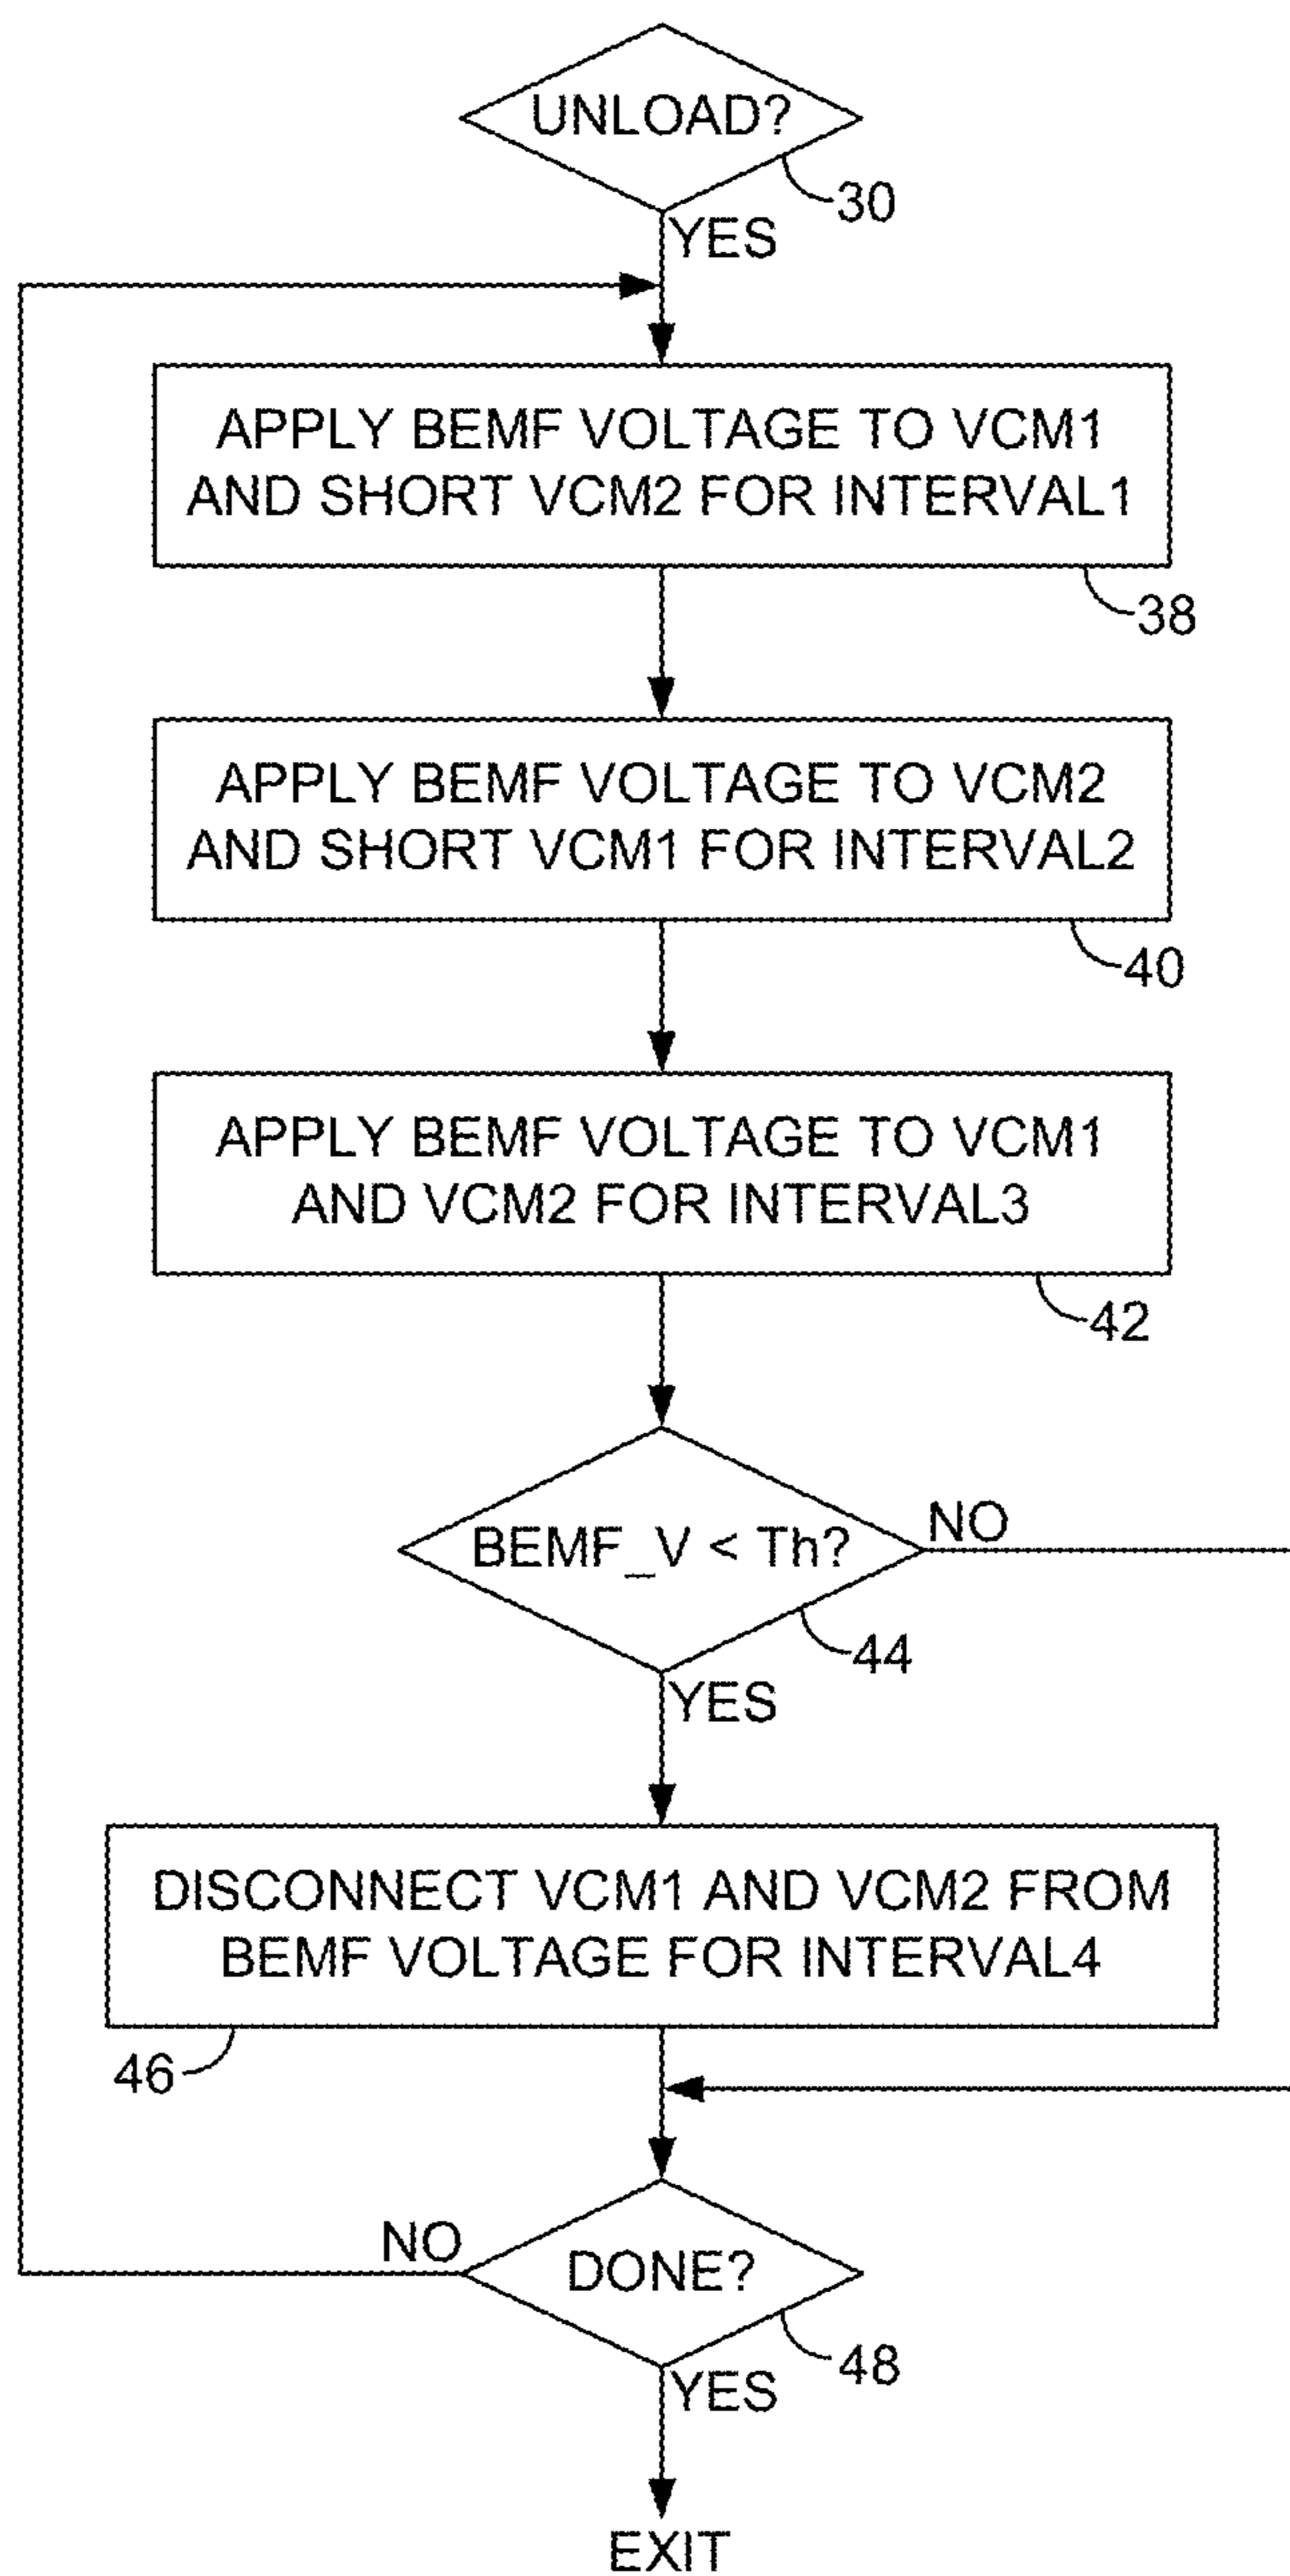 UNLOAD?
30
YES
APPLY BEMF VOLTAGE TO VCM1
AND SHORT VCM2 FOR INTERVAL1
38
APPLY BEMF VOLTAGE TO VCM2
AND SHORT VCM1 FOR INTERVAL2
40
APPLY BEMF VOLTAGE TO VCM1
AND VCM2 FOR INTERVAL3
42
BEMF_V < Th?
NO
44
YES
DISCONNECT VCM1 AND VCM2 FROM
BEMF VOLTAGE FOR INTERVAL4
46
NO
DONE?
48
YES
EXIT